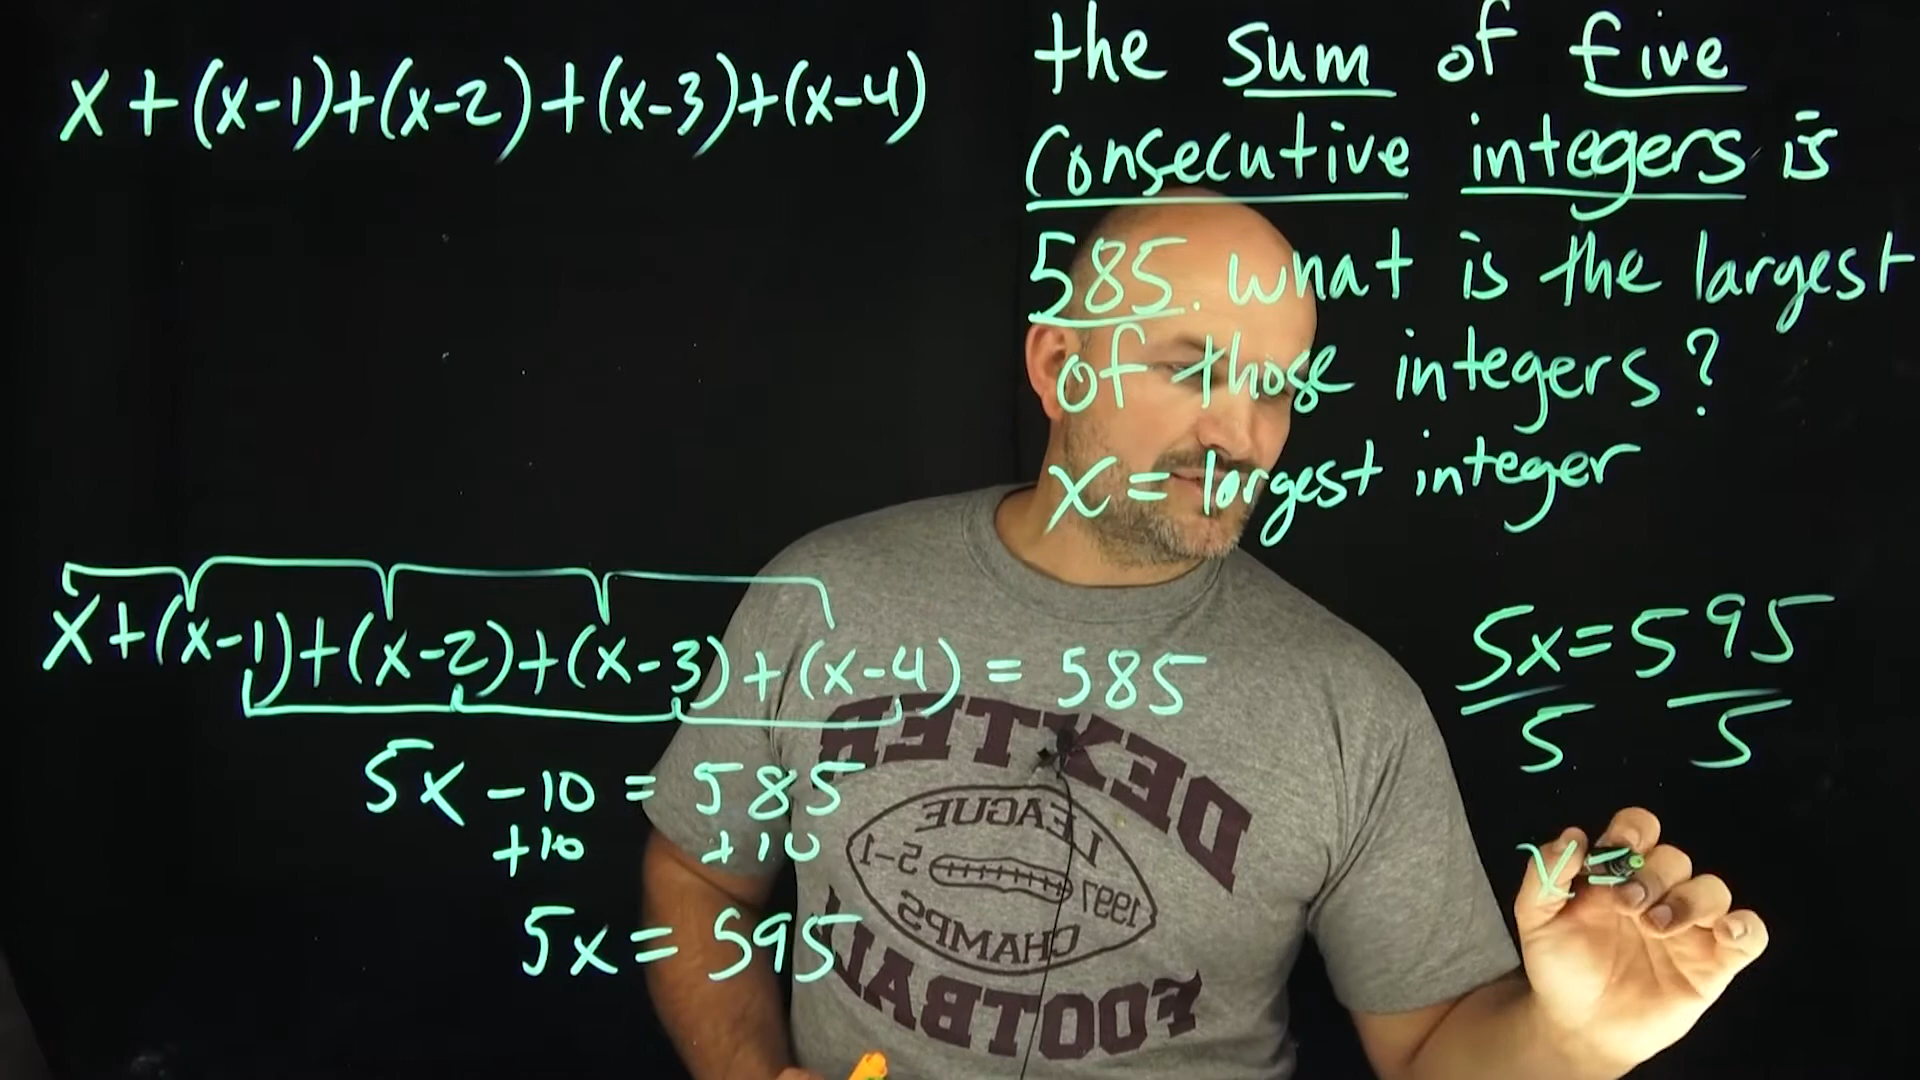 x+(x-1)+(x-2)+(x-3)+(x-4)
the sum of five
consecutive integers is
585. what is the largest
of those integers?
x = largest integer
x+(x-1)+(x-2)+(x-3)+(x-4) = 585
5x - 10 = 585
+10 +10
5x = 595
5x = 595
5 5
x=
DEXTER
LEAGUE
5-1 1997
CHAMPS
FOOTBALL